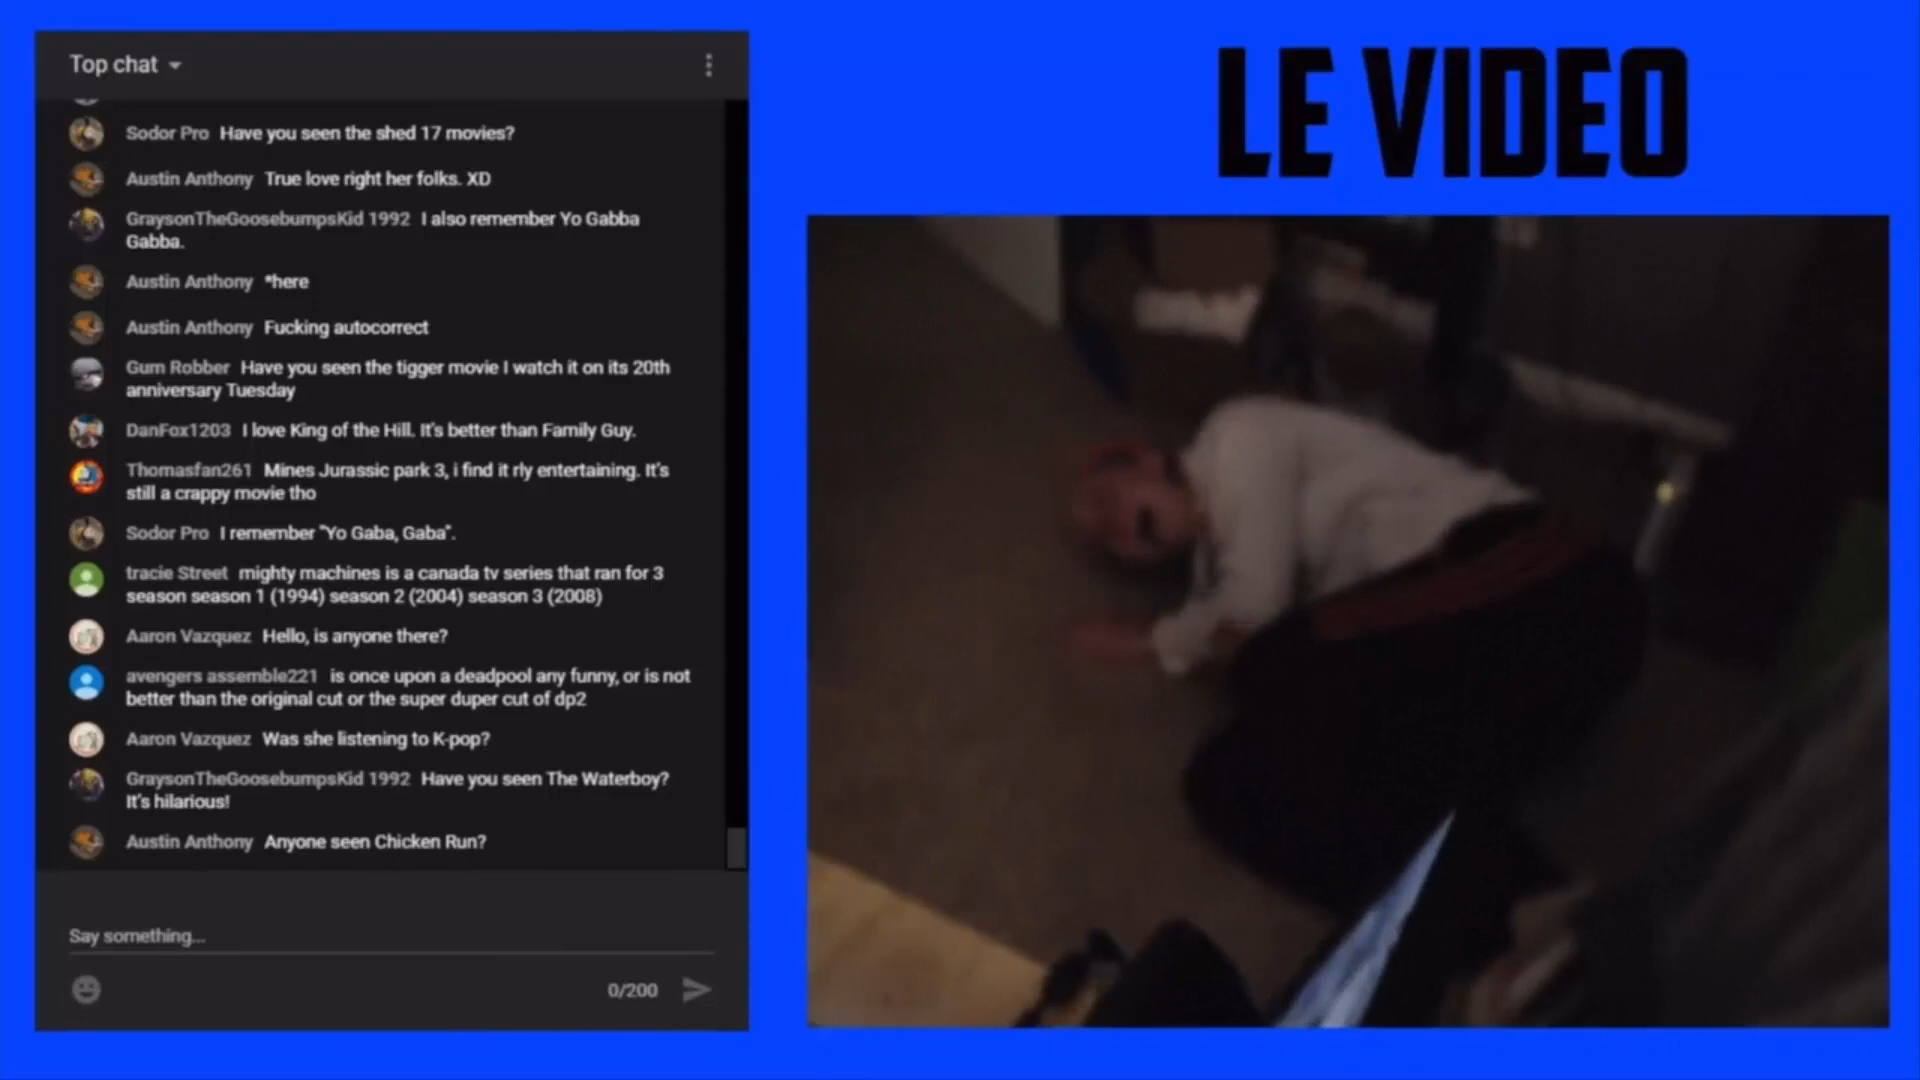 Top chat
LE VIDEO
Sodor Pro Have you seen the shed 17 movies?
Austin Anthony True love right her folks. XD
GraysonTheGoosebumpsKid 1992 I also remember Yo Gabba
Gabba.
Austin Anthony *here
Austin Anthony Fucking autocorrect
Gum Robber Have you seen the tigger movie I watch it on its 20th
anniversary Tuesday
DanFox1203 I love King of the Hill. It's better than Family Guy.
Thomasfan261 Mines Jurassic park 3, i find it rly entertaining. It's
still a crappy movie tho
Sodor Pro I remember "Yo Gaba, Gaba".
tracie Street mighty machines is a canada tv series that ran for 3
season season 1 (1994) season 2 (2004) season 3 (2008)
Aaron Vazquez Hello, is anyone there?
avengers assemble221 is once upon a deadpool any funny, or is not
better than the original cut or the super duper cut of dp2
Aaron Vazquez Was she listening to K-pop?
GraysonTheGoosebumpsKid 1992 Have you seen The Waterboy?
It's hilarious!
Austin Anthony Anyone seen Chicken Run?
Say something...
0/200